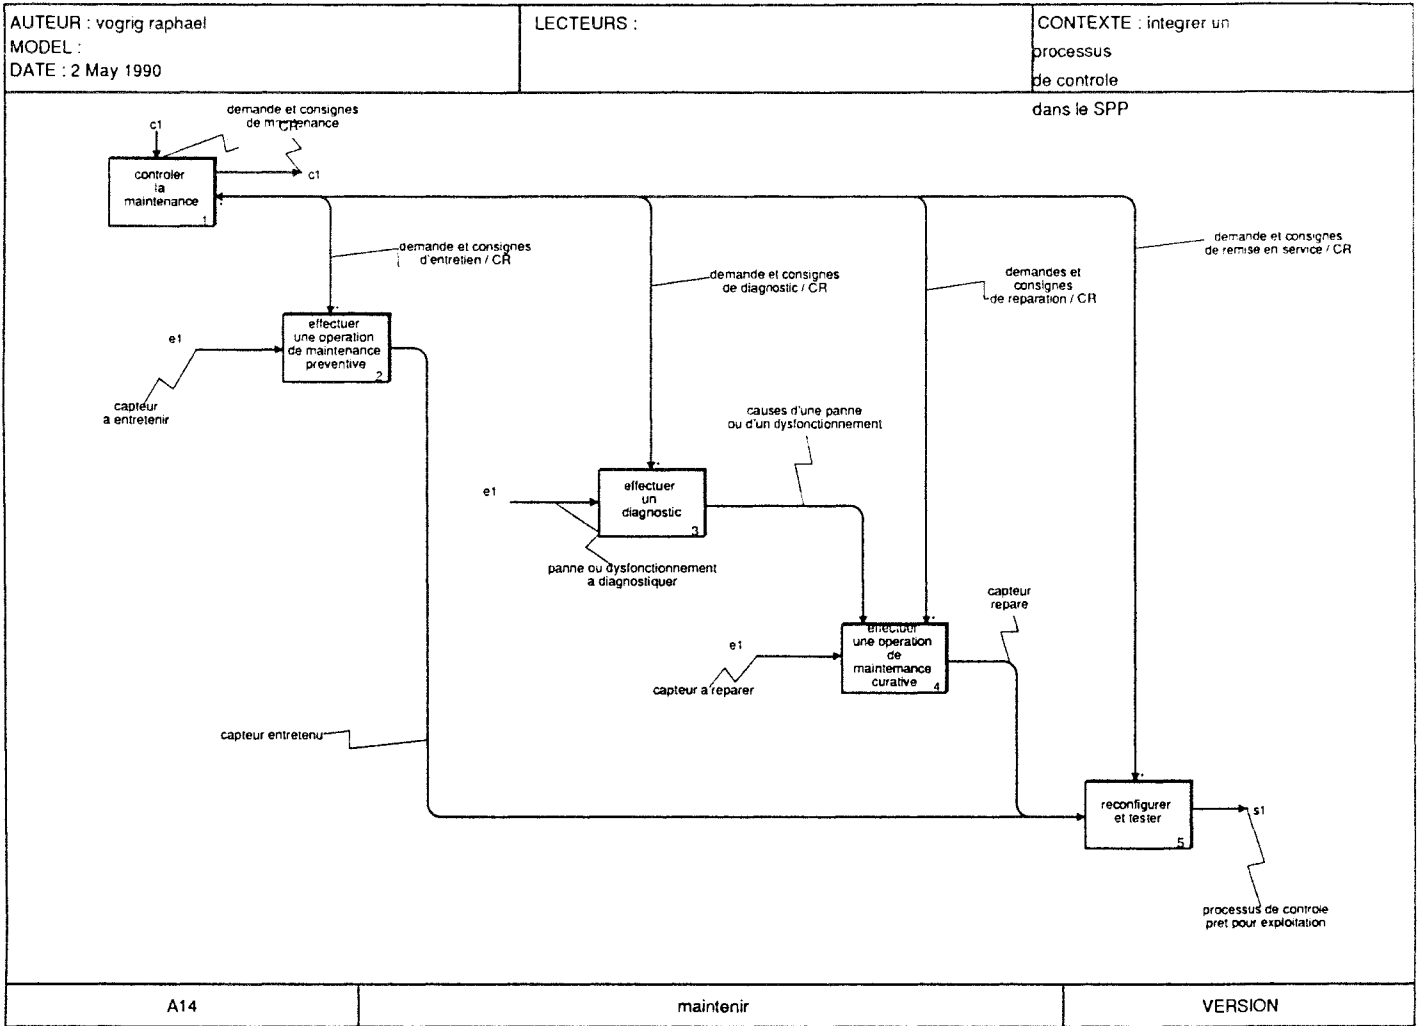 AUTEUR : vogrig raphael
MODEL :
DATE : 2 May 1990
LECTEURS :
CONTEXTE : integrer un
processus
de controle
dans le SPP
demande et consignes
de maintenance
CR
c1
c1
controler
la
maintenance
1
demande et consignes
d'entretien / CR
demande et consignes
de diagnostic / CR
demandes et
consignes
de reparation / CR
demande et consignes
de remise en service / CR
e1
effectuer
une operation
de maintenance
preventive
2
capteur
a entretenir
causes d'une panne
ou d'un dysfonctionnement
e1
effectuer
un
diagnostic
3
panne ou dysfonctionnement
a diagnostiquer
capteur
repare
e1
effectuer
une operation
de
maintemance
curative
4
capteur a reparer
capteur entretenu
reconfigurer
et tester
5
s1
processus de controle
pret pour exploitation
A14
maintenir
VERSION